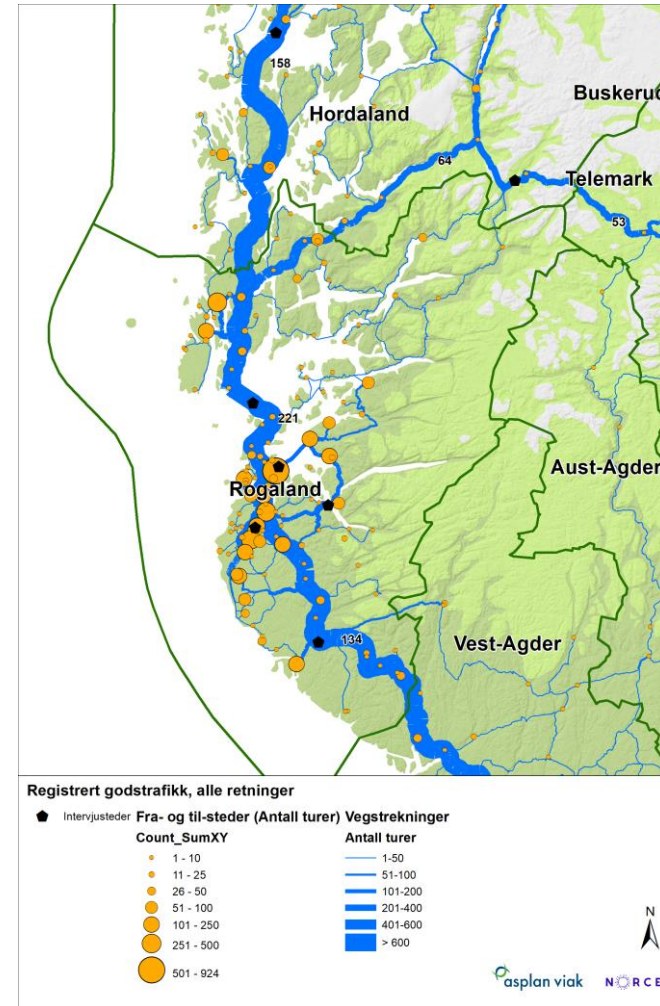 158
Hordaland
Buskerud
64
Telemark
53
221
Rogaland
Aust-Agder
134
Vest-Agder
Registrert godstrafikk, alle retninger
Intervjusteder Fra- og til-steder (Antall turer) Vegstrekninger
Count_SumXY Antall turer
1 - 10 1-50
11 - 25 51-100
26 - 50 101-200
51 - 100 201-400
101 - 250 401-600
251 - 500 > 600
501 - 924
N
asplan viak NORCE